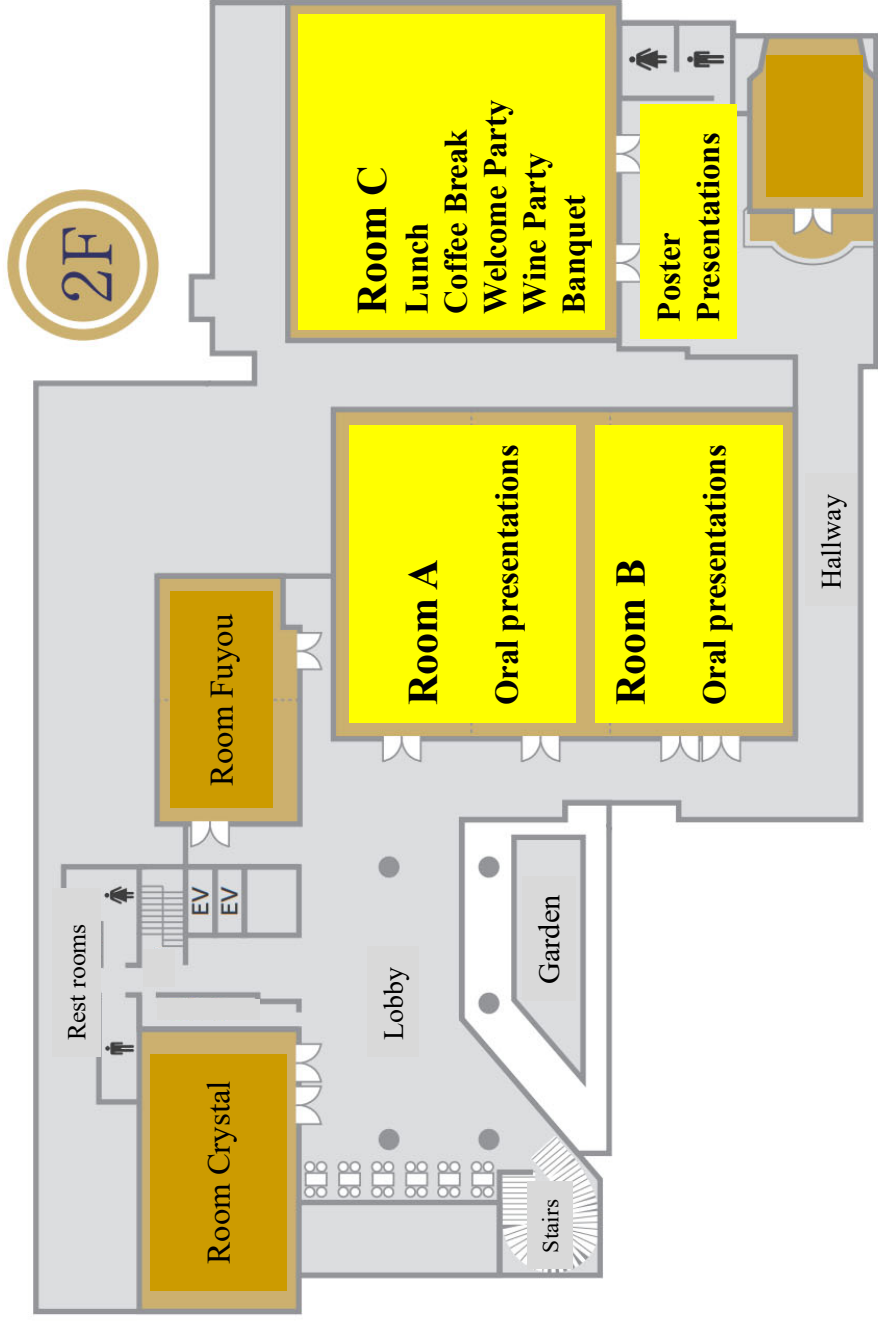 2F
Rest rooms
Room Crystal
EV
EV
Room Fuyou
Lobby
Garden
Stairs
Room A
Oral presentations
Room B
Oral presentations
Hallway
Room C
Lunch
Coffee Break
Welcome Party
Wine Party
Banquet
Poster
Presentations